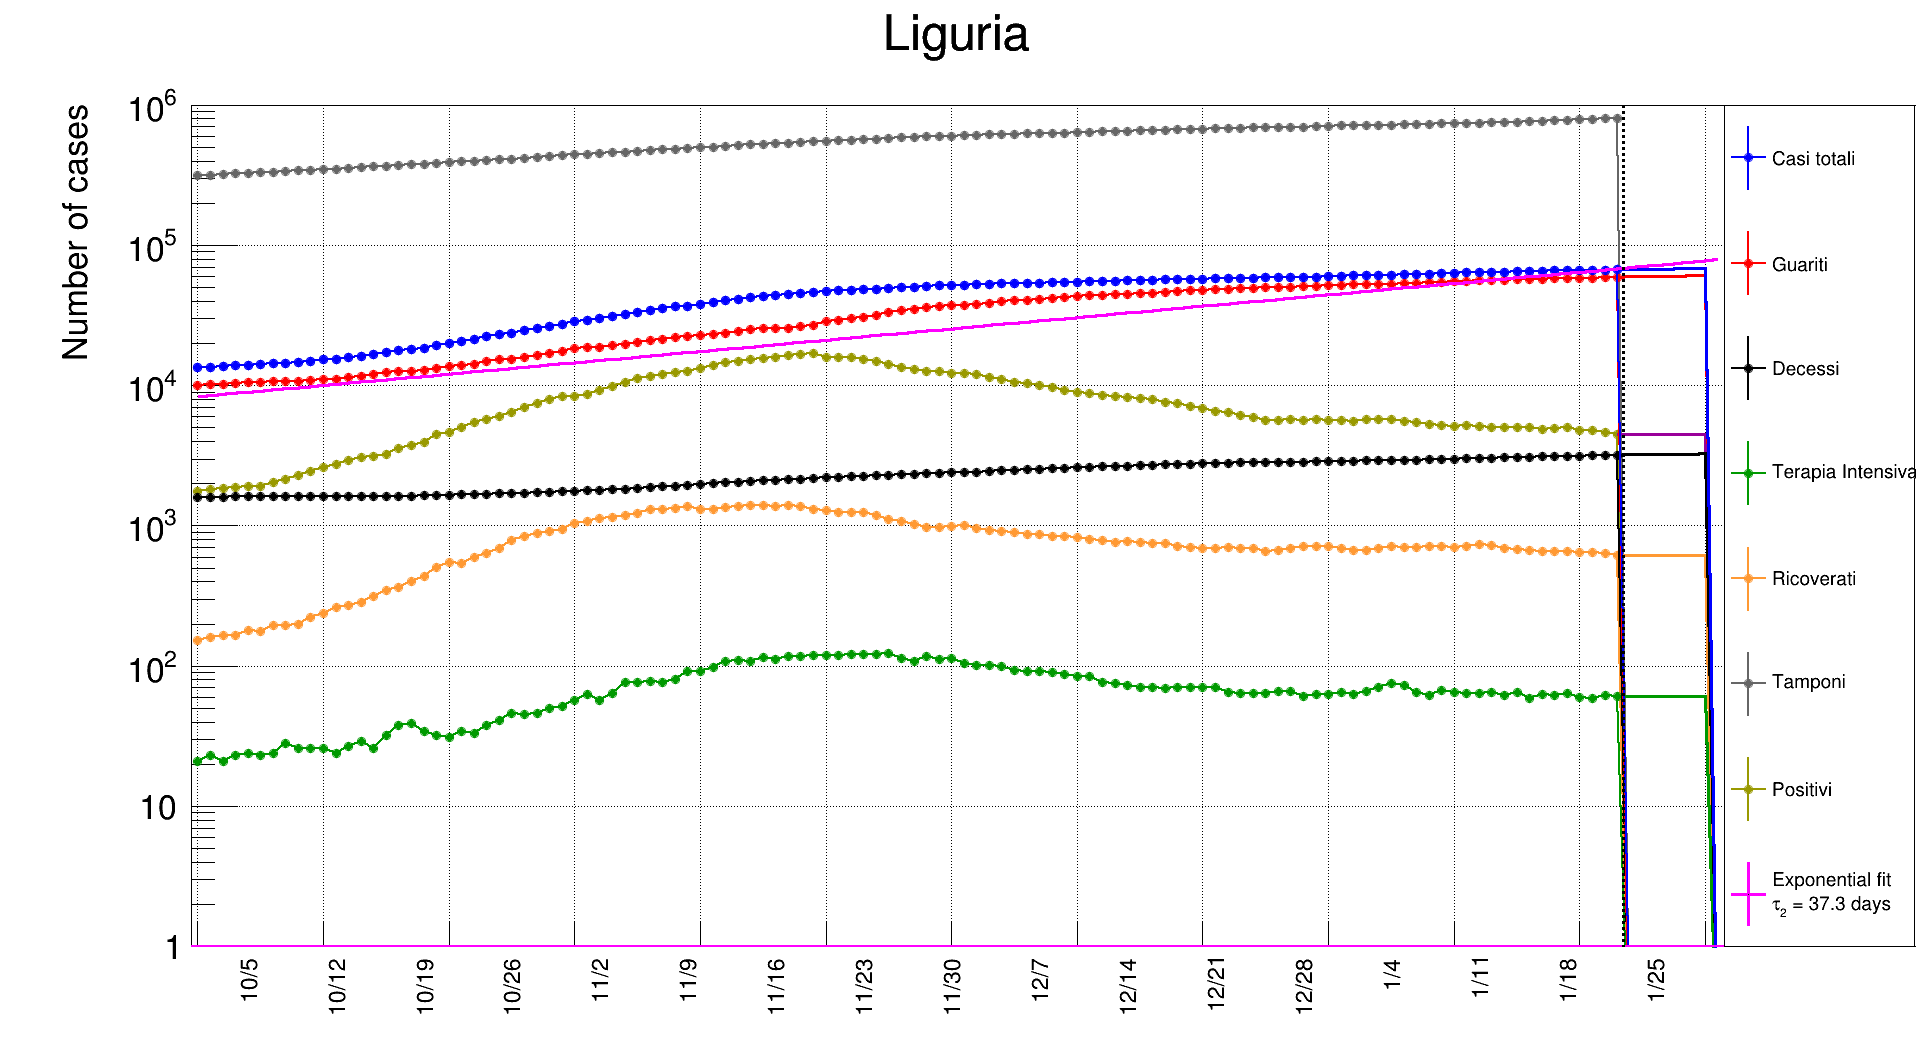 Liguria
Number of cases
10^6
10^5
10^4
10^3
10^2
10
1
10/5
10/12
10/19
10/26
11/2
11/9
11/16
11/23
11/30
12/7
12/14
12/21
12/28
1/4
1/11
1/18
1/25
Casi totali
Guariti
Decessi
Terapia Intensiva
Ricoverati
Tamponi
Positivi
Exponential fit
τ₂ = 37.3 days